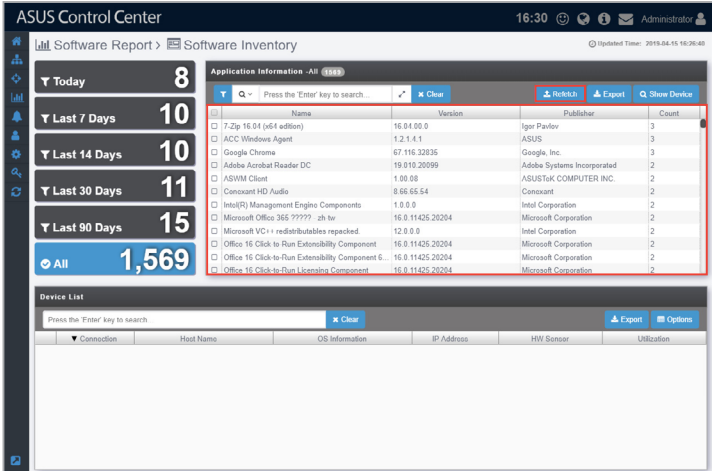 ASUS Control Center
16:30
Administrator
Software Report > Software Inventory
Updated Time: 2019-04-15 16:26:40
Today 8
Last 7 Days 10
Last 14 Days 10
Last 30 Days 11
Last 90 Days 15
All 1,569
Application Information -All 1569
Press the 'Enter' key to search...
Clear
Refetch
Export
Show Device
Name Version Publisher Count
7-Zip 16.04 (x64 edition) 16.04.00.0 Igor Pavlov 3
ACC Windows Agent 1.2.1.4.1 ASUS 3
Google Chrome 67.116.32835 Google, Inc. 3
Adobe Acrobat Reader DC 19.010.20099 Adobe Systems Incorporated 2
ASWM Client 1.00.08 ASUSTeK COMPUTER INC. 2
Conexant HD Audio 8.66.65.54 Conexant 2
Intel(R) Management Engine Components 1.0.0.0 Intel Corporation 2
Microsoft Office 365 ????? - zh tw 16.0.11425.20204 Microsoft Corporation 2
Microsoft VC++ redistributables repacked. 12.0.0.0 Intel Corporation 2
Office 16 Click to Run Extensibility Component 16.0.11425.20204 Microsoft Corporation 2
Office 16 Click-to-Run Extensibility Component 6... 16.0.11425.20204 Microsoft Corporation 2
Office 16 Click-to-Run Licensing Component 16.0.11425.20204 Microsoft Corporation 2
Device List
Press the 'Enter' key to search
Clear
Export
Options
Connection Host Name OS Information IP Address HW Sensor Utilization